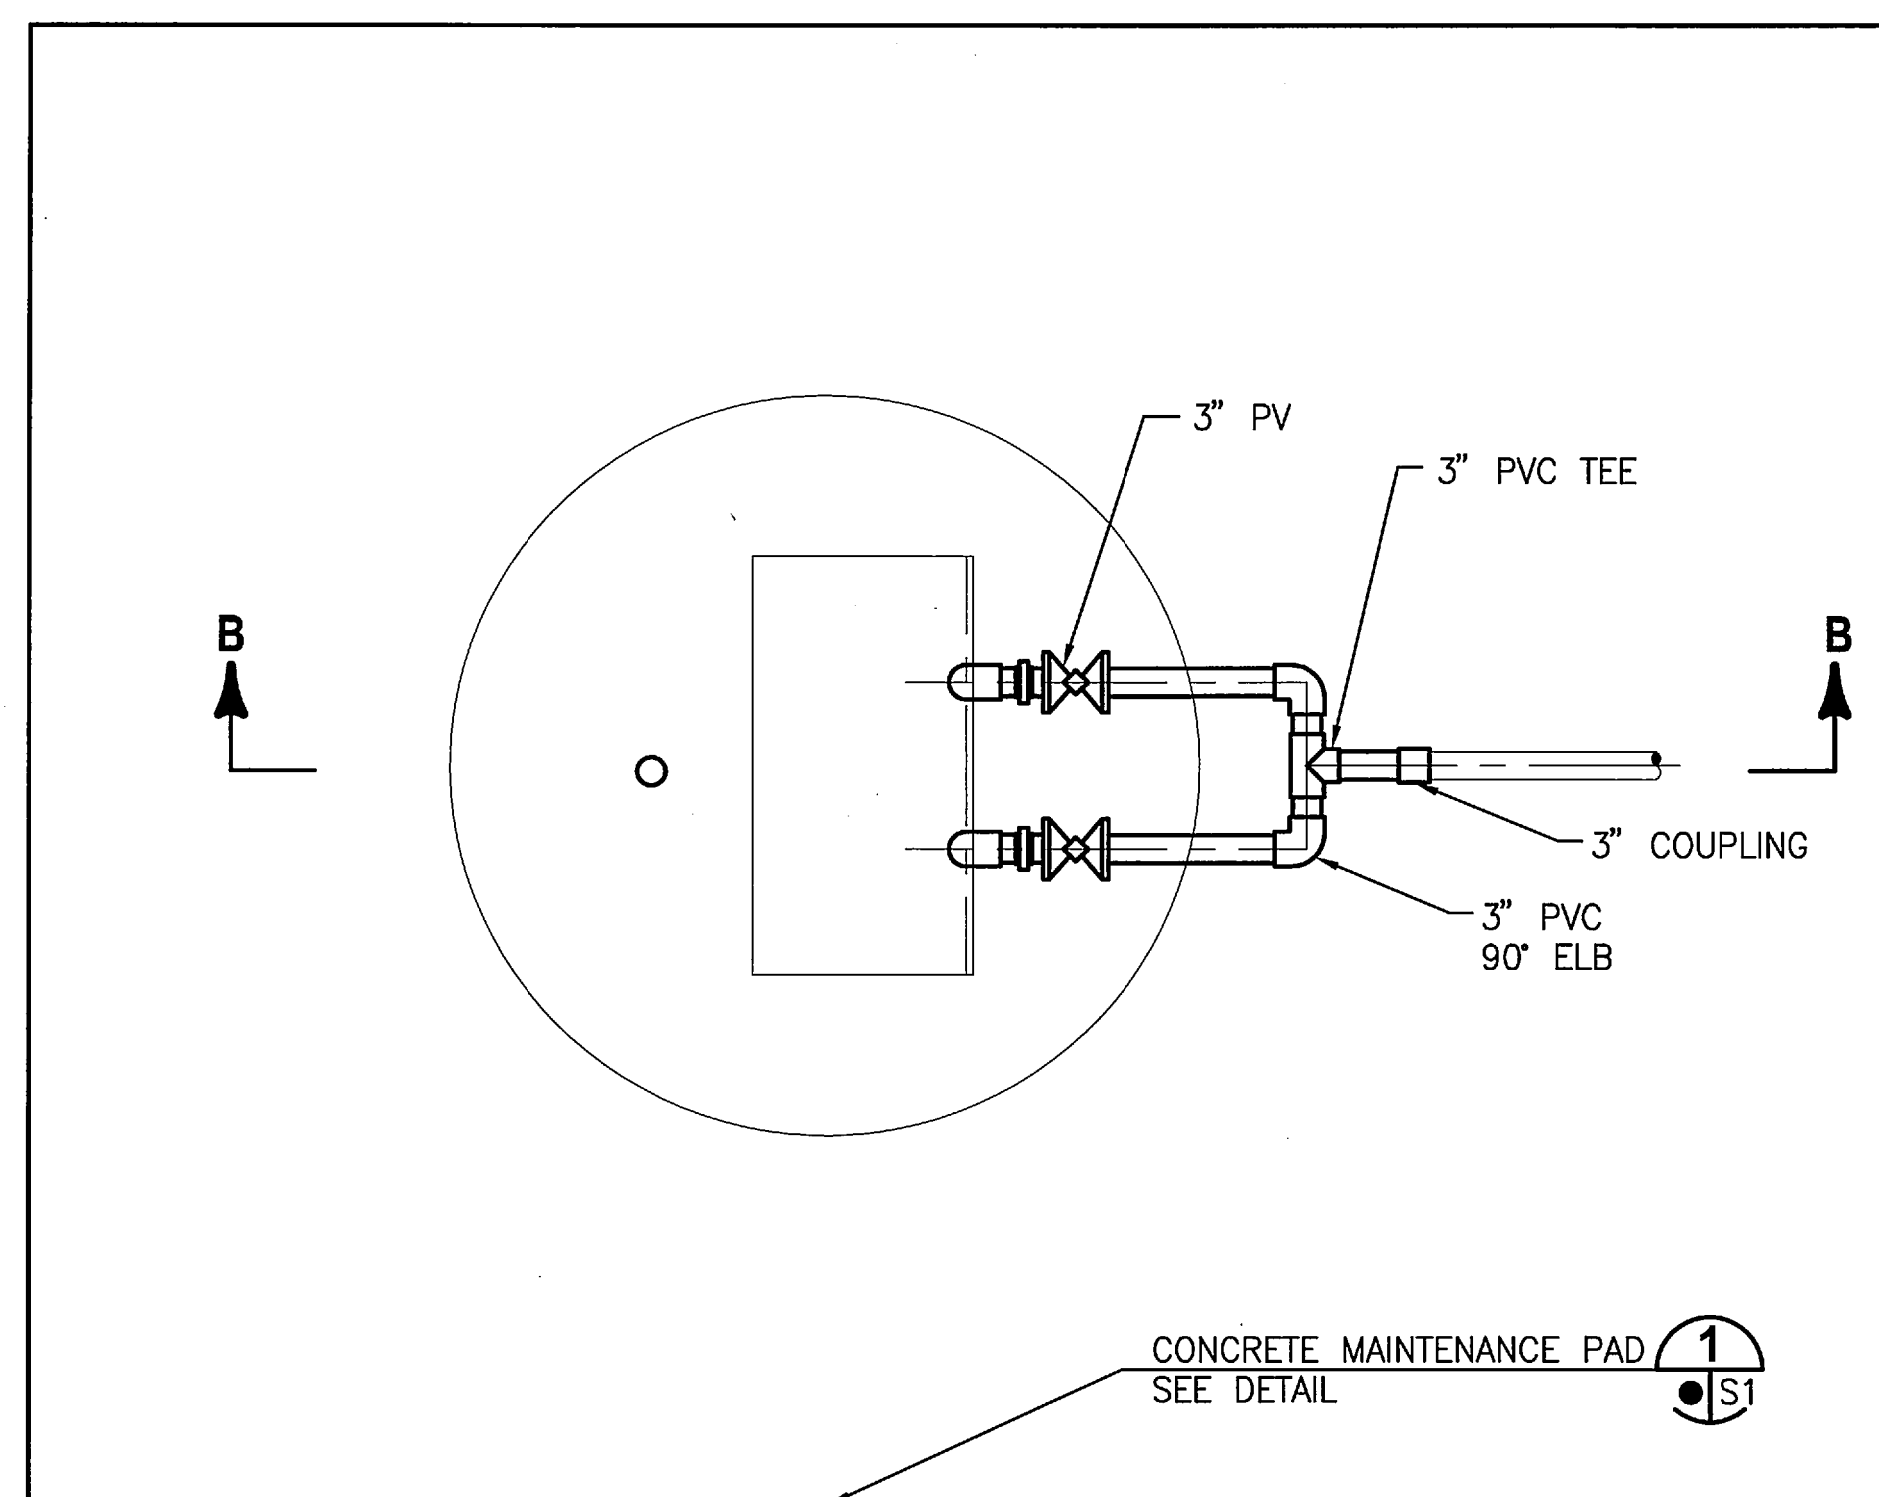 3" PV
3" PVC TEE
B
B
3" COUPLING
3" PVC
90° ELB
CONCRETE MAINTENANCE PAD
1
SEE DETAIL
S1